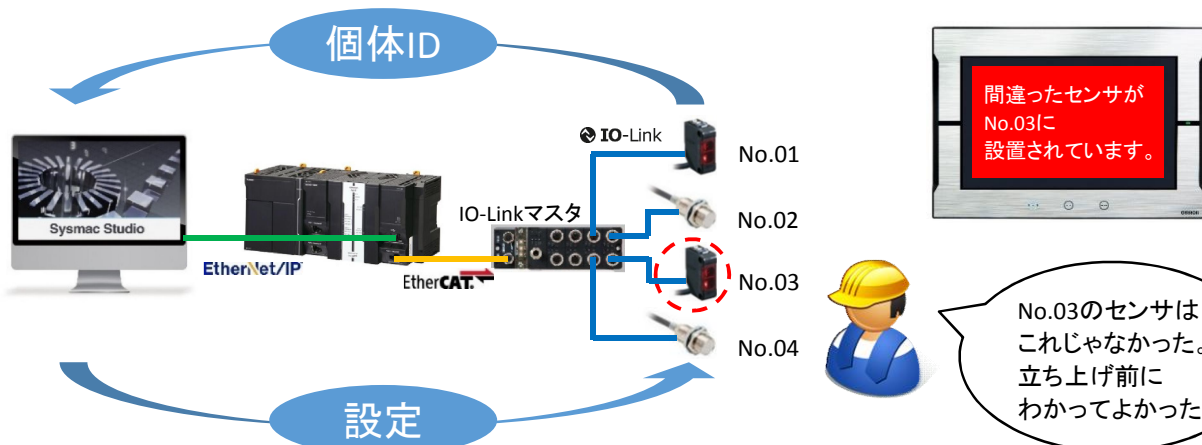 個体ID
間違ったセンサが
No.03に
設置されています。
IO-Link
No.01
No.02
No.03
No.04
IO-Linkマスタ
Sysmac Studio
EtherNet/IP
EtherCAT.
OMRON
No.03のセンサは
これじゃなかった。
立ち上げ前に
わかってよかった
設定